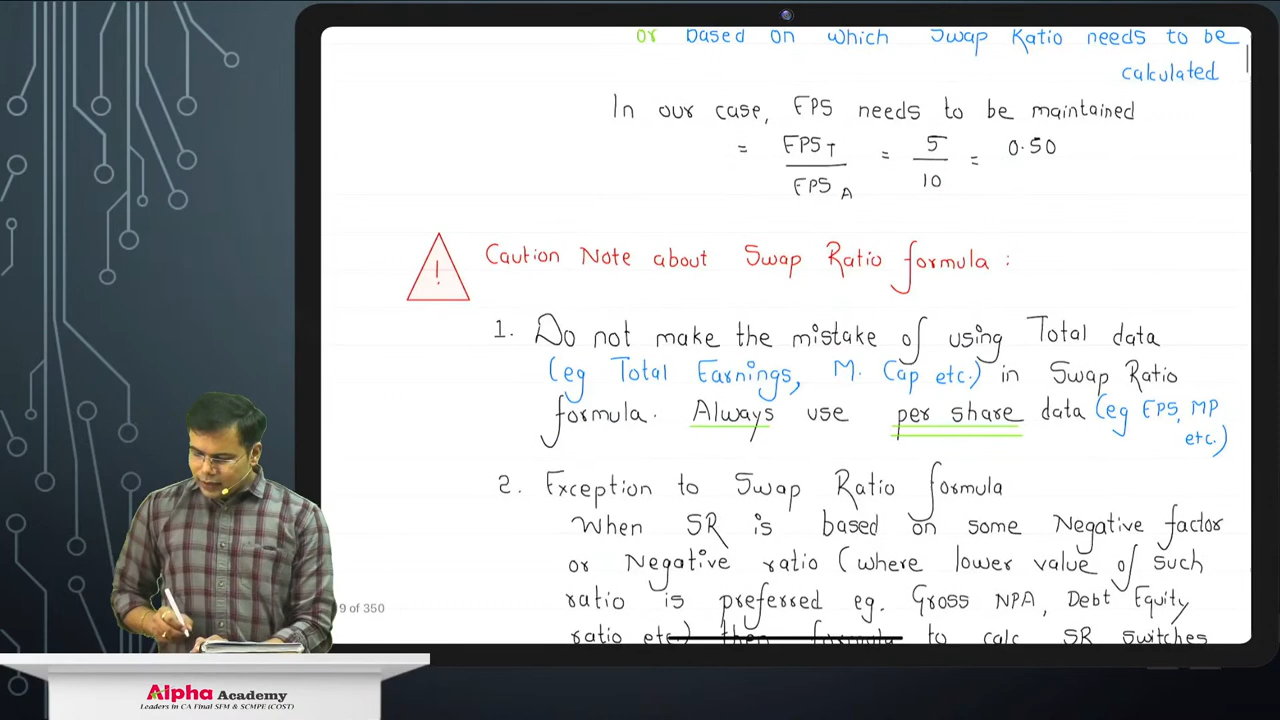 or based on which Swap Ratio needs to be
calculated
In our case, EPS needs to be maintained
= EPS T / EPS A = 5 / 10 = 0.50
! Caution Note about Swap Ratio formula :
1. Do not make the mistake of using Total data
(eg Total Earnings, M. Cap etc.) in Swap Ratio
formula. Always use per share data (eg EPS, MP
etc.)
2. Exception to Swap Ratio formula
When SR is based on some Negative factor
or Negative ratio (where lower value of such
ratio is preferred eg. Gross NPA, Debt Equity
ratio etc) then formula to calc SR switches
9 of 350
Alpha Academy
Leaders in CA Final SFM & SCMPE (COST)